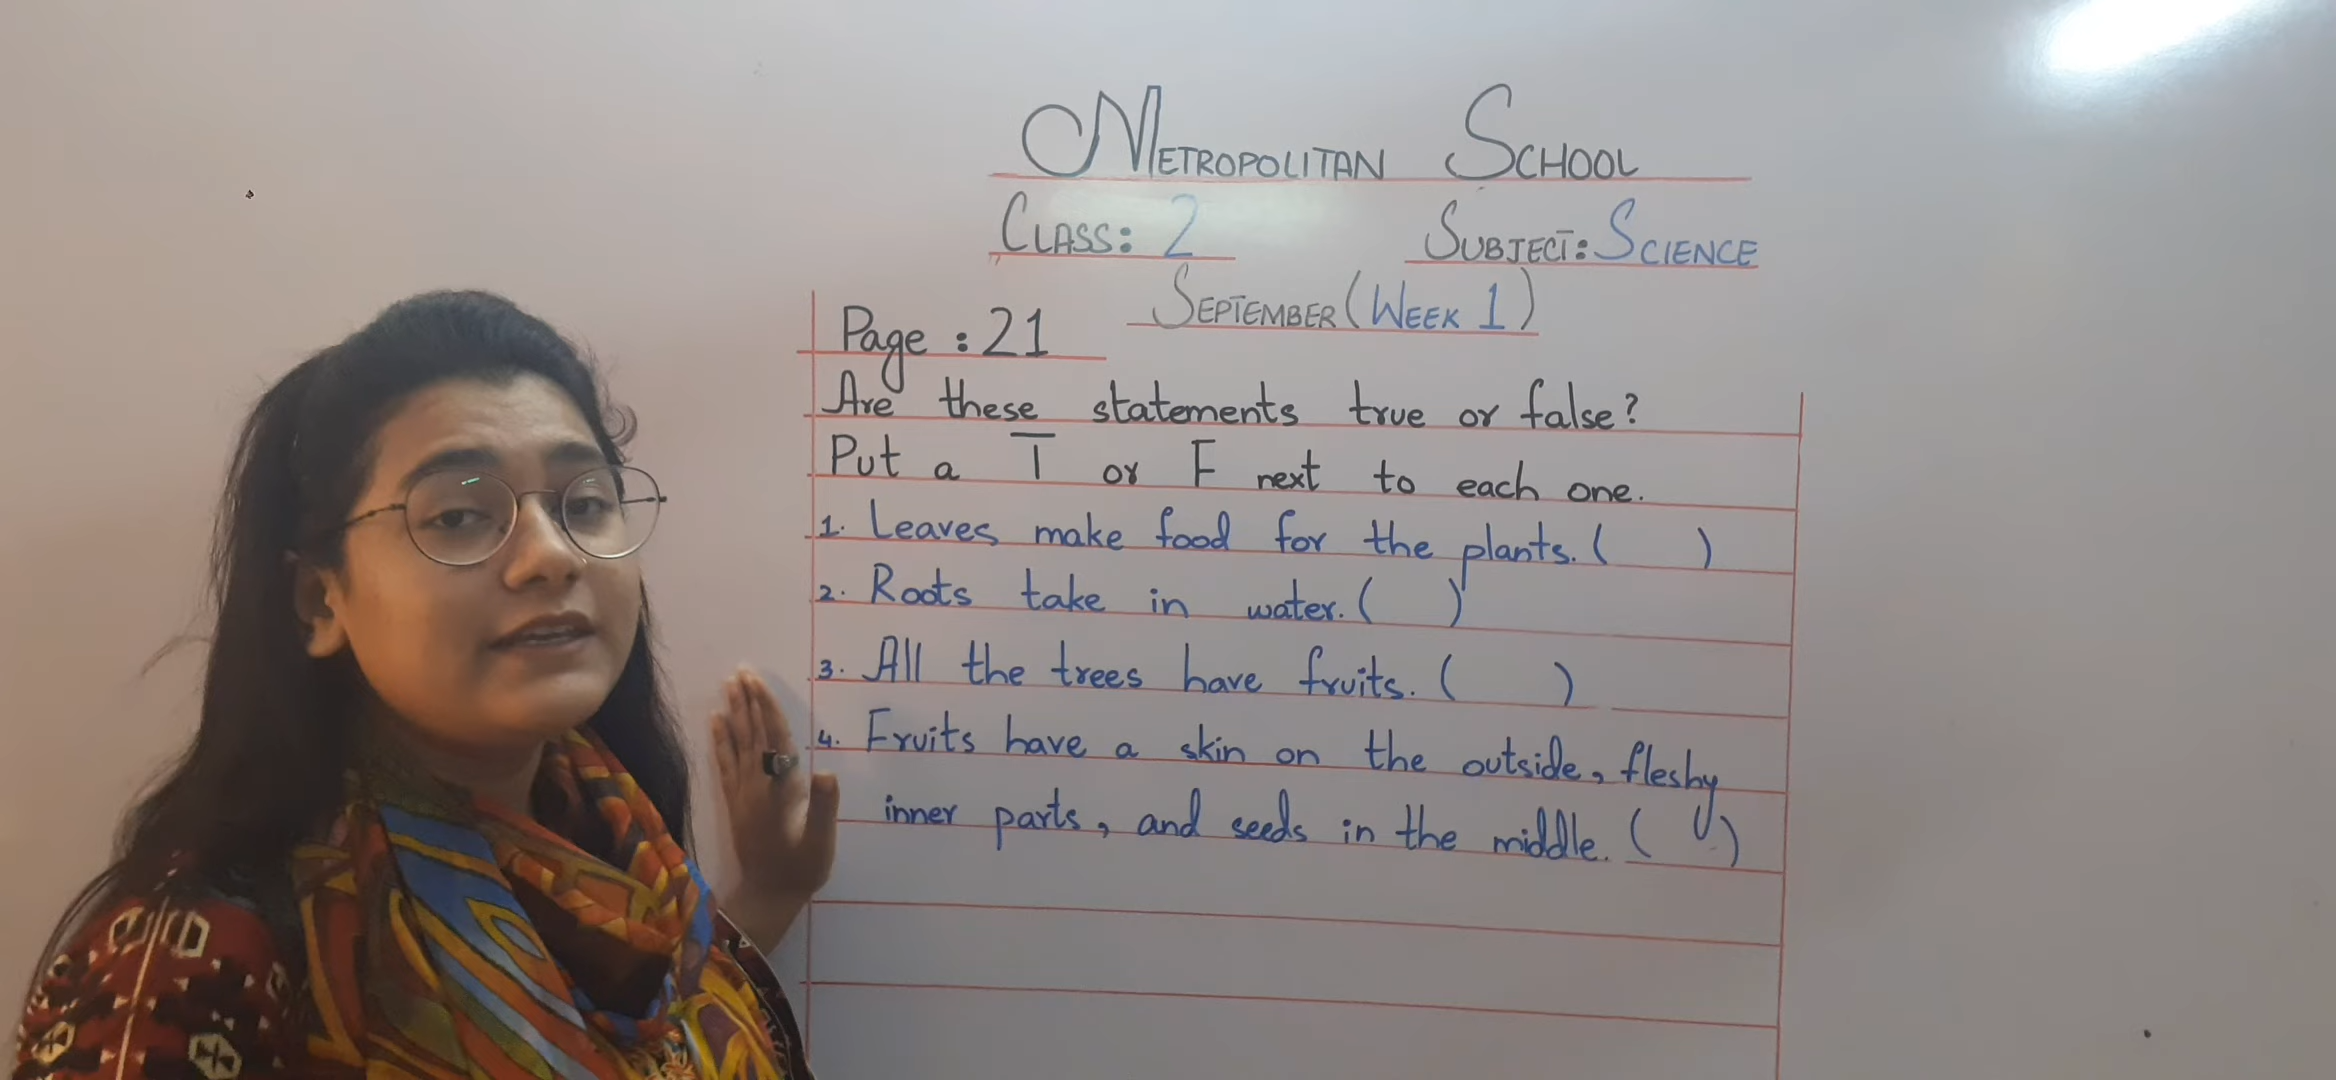 METROPOLITAN SCHOOL
CLASS: 2 SUBJECT: SCIENCE
SEPTEMBER (WEEK 1)
Page : 21
Are these statements true or false?
Put a T or F next to each one.
1. Leaves make food for the plants. ( )
2. Roots take in water. ( )
3. All the trees have fruits. ( )
4. Fruits have a skin on the outside, fleshy
inner parts, and seeds in the middle. ( )